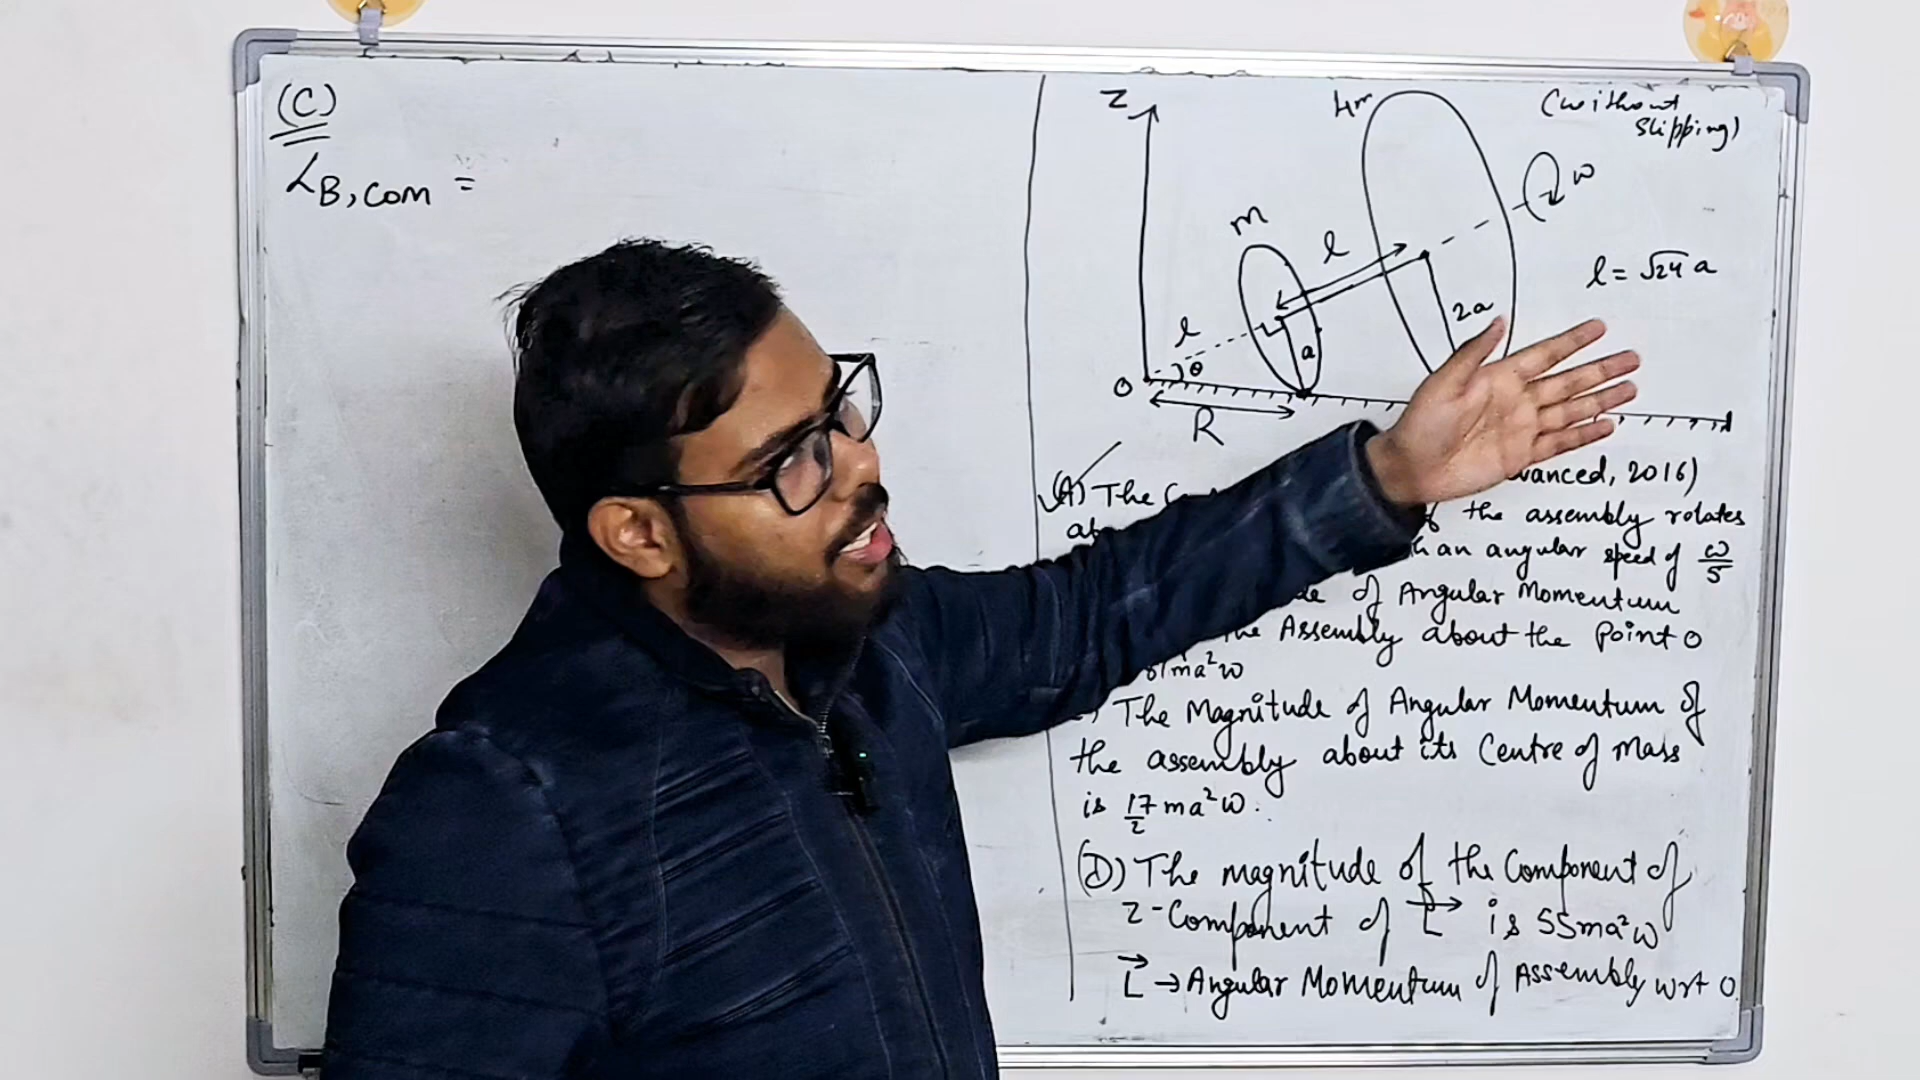 (C)
L_B,com =
Z
4m
(without
slipping)
ω
m
l
l = √24 a
2a
l
θ
a
O
R
(A) The
vanced, 2016)
of the assembly rotates
an angular speed of ω/5
of Angular Momentum
the Assembly about the point O
81ma²ω
The Magnitude of Angular Momentum of
the assembly about its Centre of Mass
is 17/2 ma²ω.
(D) The magnitude of the Component of
Z-Component of L⃗ is 55ma²ω
L⃗ → Angular Momentum of Assembly wrt O